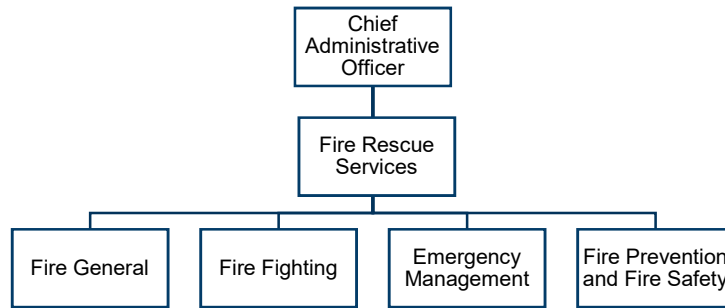 Chief
Administrative
Officer
Fire Rescue
Services
Fire General
Fire Fighting
Emergency
Management
Fire Prevention
and Fire Safety